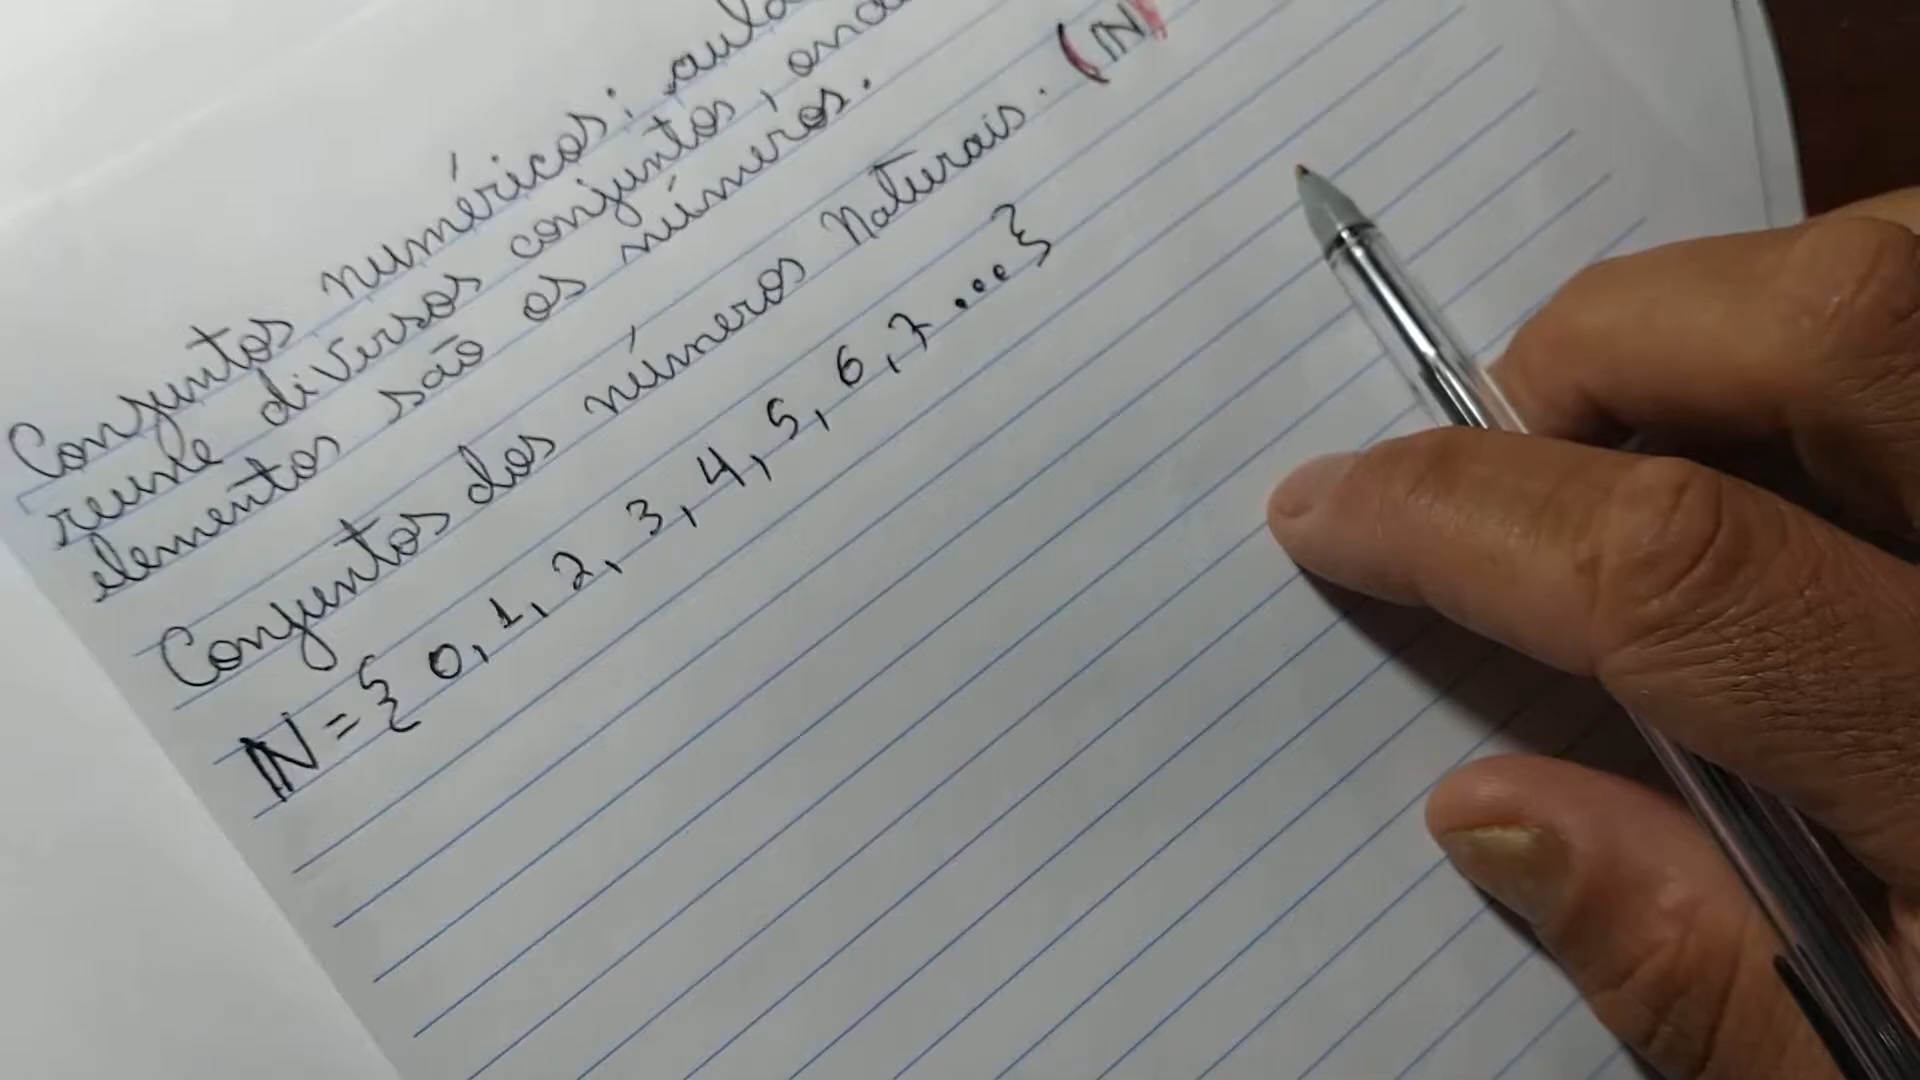 Conjuntos numéricos: aula
reune diversos conjuntos, onde
elementos são os números.
Conjuntos dos números Naturais. (ℕ)
ℕ = { 0, 1, 2, 3, 4, 5, 6, 7 ...}